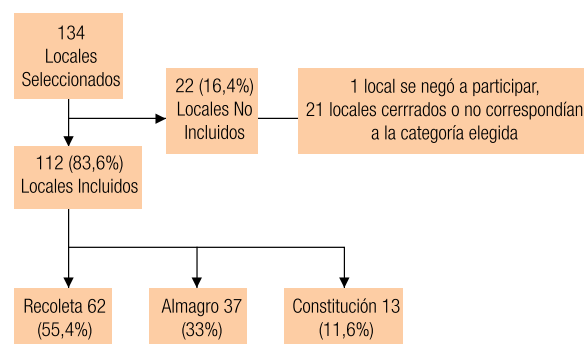 134
Locales
Seleccionados
22 (16,4%)
Locales No
Incluidos
1 local se negó a participar,
21 locales cerrrados o no correspondían
a la categoría elegida
112 (83,6%)
Locales Incluidos
Recoleta 62
(55,4%)
Almagro 37
(33%)
Constitución 13
(11,6%)